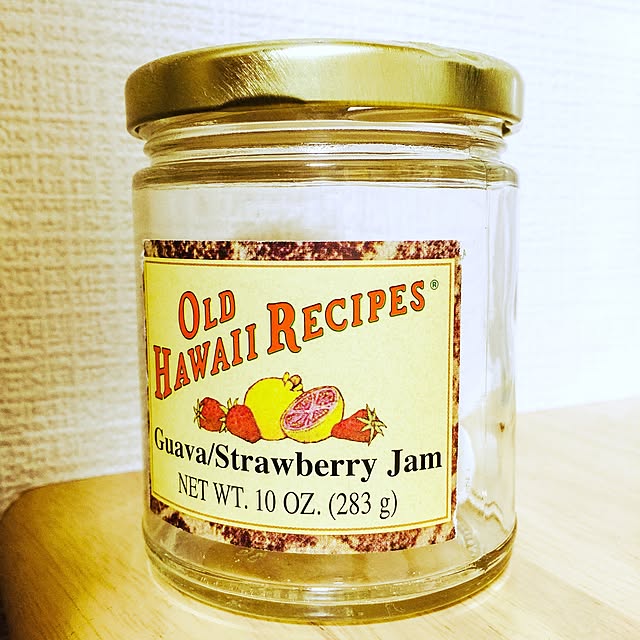 OLD
HAWAII RECIPES®
Guava/Strawberry Jam
NET WT. 10 OZ. (283 g)